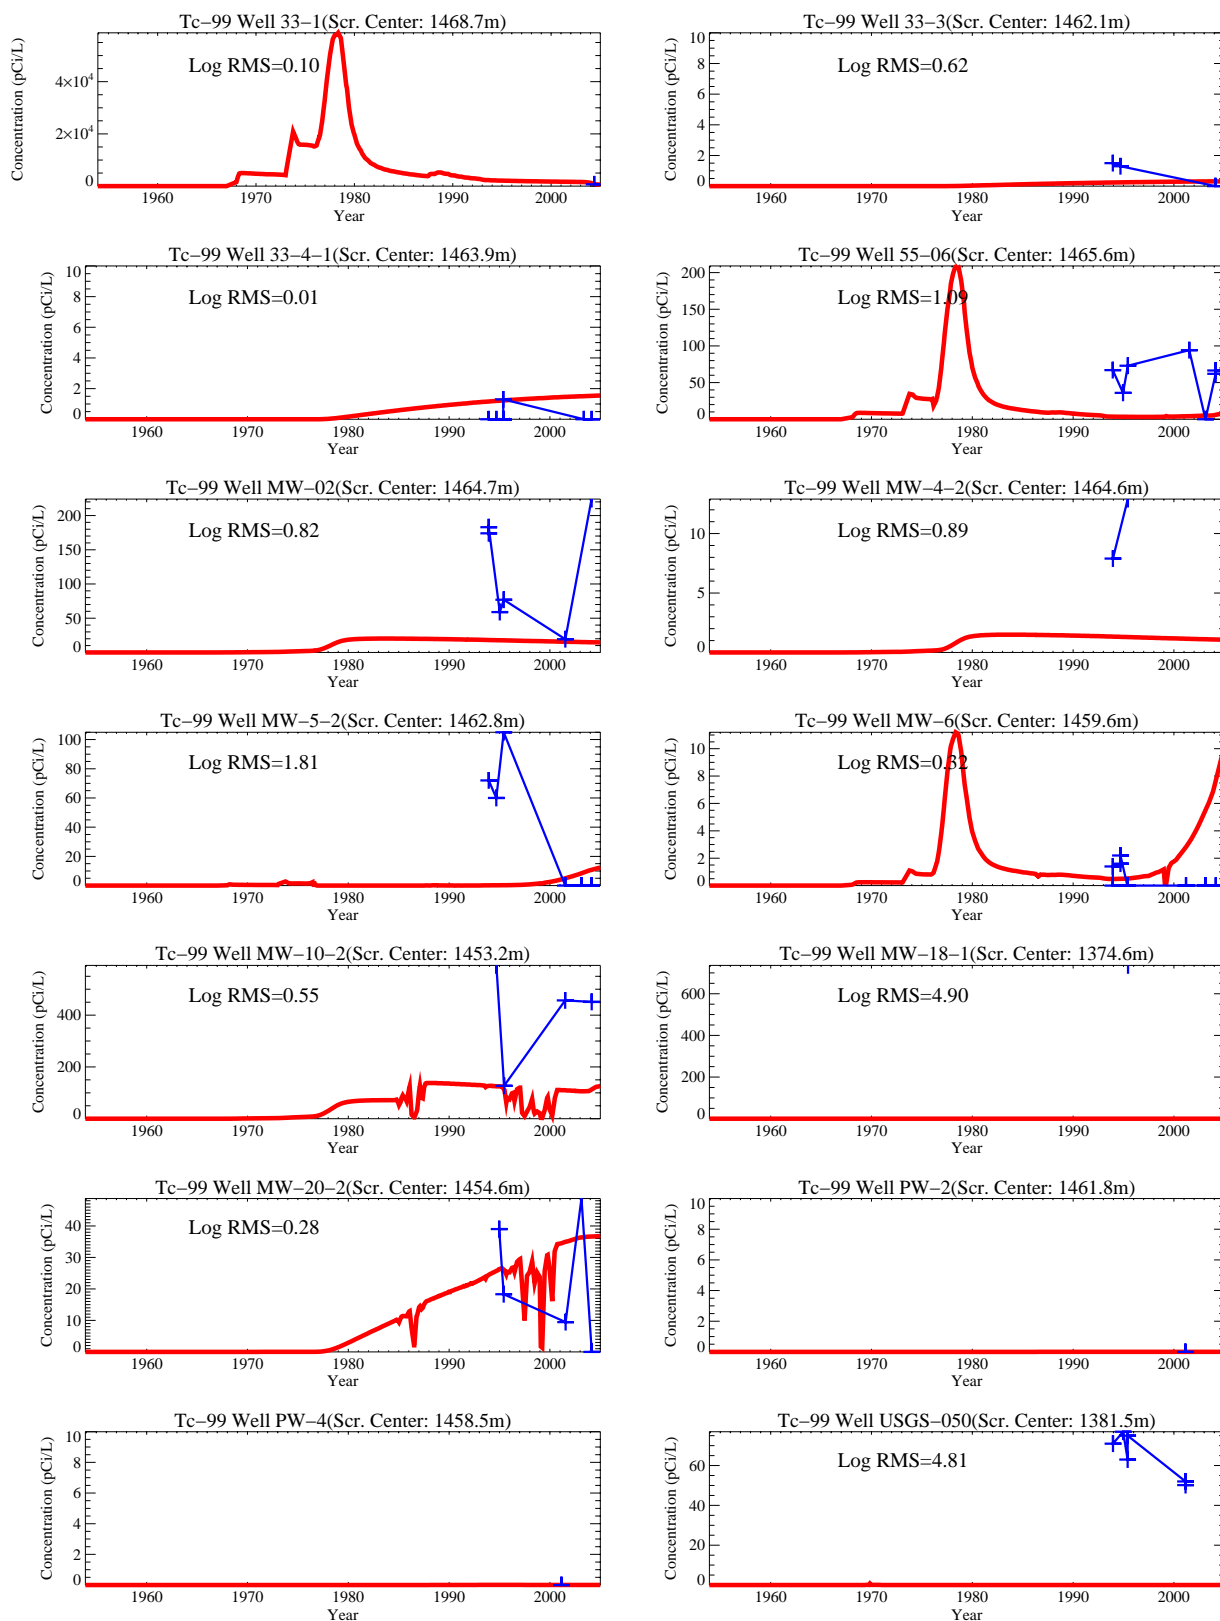 Tc−99 Well 33−1(Scr. Center: 1468.7m)
Concentration (pCi/L)
4×10⁴
2×10⁴
0
Log RMS=0.10
1960 1970 1980 1990 2000
Year
Tc−99 Well 33−3(Scr. Center: 1462.1m)
Concentration (pCi/L)
10
8
6
4
2
0
Log RMS=0.62
1960 1970 1980 1990 2000
Year
Tc−99 Well 33−4−1(Scr. Center: 1463.9m)
Concentration (pCi/L)
10
8
6
4
2
0
Log RMS=0.01
1960 1970 1980 1990 2000
Year
Tc−99 Well 55−06(Scr. Center: 1465.6m)
Concentration (pCi/L)
200
150
100
50
0
Log RMS=1.09
1960 1970 1980 1990 2000
Year
Tc−99 Well MW−02(Scr. Center: 1464.7m)
Concentration (pCi/L)
200
150
100
50
0
Log RMS=0.82
1960 1970 1980 1990 2000
Year
Tc−99 Well MW−4−2(Scr. Center: 1464.6m)
Concentration (pCi/L)
10
5
0
Log RMS=0.89
1960 1970 1980 1990 2000
Year
Tc−99 Well MW−5−2(Scr. Center: 1462.8m)
Concentration (pCi/L)
100
80
60
40
20
0
Log RMS=1.81
1960 1970 1980 1990 2000
Year
Tc−99 Well MW−6(Scr. Center: 1459.6m)
Concentration (pCi/L)
10
8
6
4
2
0
Log RMS=0.32
1960 1970 1980 1990 2000
Year
Tc−99 Well MW−10−2(Scr. Center: 1453.2m)
Concentration (pCi/L)
400
200
0
Log RMS=0.55
1960 1970 1980 1990 2000
Year
Tc−99 Well MW−18−1(Scr. Center: 1374.6m)
Concentration (pCi/L)
600
400
200
0
Log RMS=4.90
1960 1970 1980 1990 2000
Year
Tc−99 Well MW−20−2(Scr. Center: 1454.6m)
Concentration (pCi/L)
40
30
20
10
0
Log RMS=0.28
1960 1970 1980 1990 2000
Year
Tc−99 Well PW−2(Scr. Center: 1461.8m)
Concentration (pCi/L)
10
8
6
4
2
0
1960 1970 1980 1990 2000
Year
Tc−99 Well PW−4(Scr. Center: 1458.5m)
Concentration (pCi/L)
10
8
6
4
2
0
1960 1970 1980 1990 2000
Year
Tc−99 Well USGS−050(Scr. Center: 1381.5m)
Concentration (pCi/L)
60
40
20
0
Log RMS=4.81
1960 1970 1980 1990 2000
Year